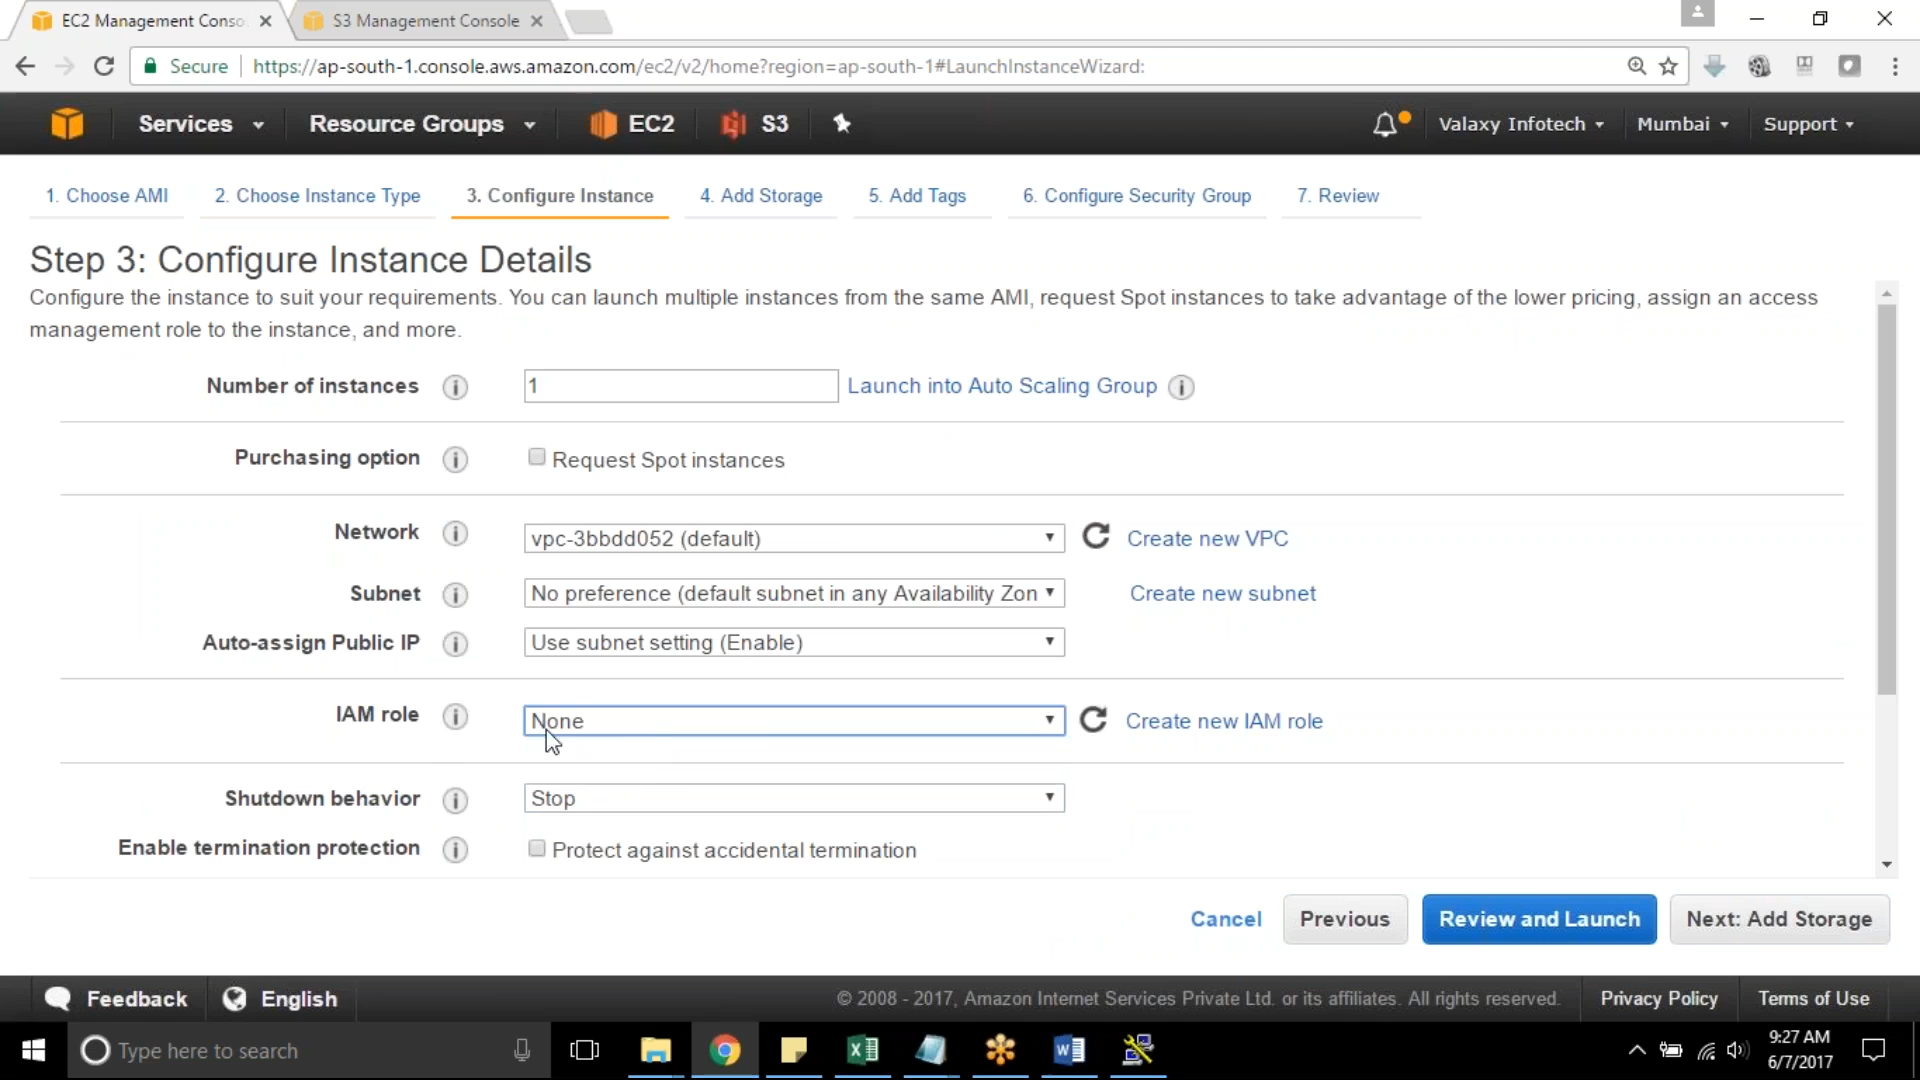 EC2 Management Conso
S3 Management Console
Secure https://ap-south-1.console.aws.amazon.com/ec2/v2/home?region=ap-south-1#LaunchInstanceWizard:
Services Resource Groups EC2 S3 Valaxy Infotech Mumbai Support
1. Choose AMI 2. Choose Instance Type 3. Configure Instance 4. Add Storage 5. Add Tags 6. Configure Security Group 7. Review
Step 3: Configure Instance Details
Configure the instance to suit your requirements. You can launch multiple instances from the same AMI, request Spot instances to take advantage of the lower pricing, assign an access
management role to the instance, and more.
Number of instances 1 Launch into Auto Scaling Group
Purchasing option Request Spot instances
Network vpc-3bbdd052 (default) Create new VPC
Subnet No preference (default subnet in any Availability Zon Create new subnet
Auto-assign Public IP Use subnet setting (Enable)
IAM role None Create new IAM role
Shutdown behavior Stop
Enable termination protection Protect against accidental termination
Cancel Previous Review and Launch Next: Add Storage
Feedback English © 2008 - 2017, Amazon Internet Services Private Ltd. or its affiliates. All rights reserved. Privacy Policy Terms of Use
Type here to search
9:27 AM
6/7/2017